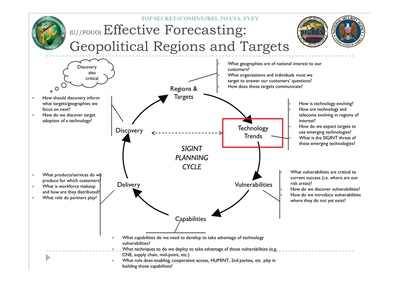 TOP SECRET//COMINT//REL TO USA, FVEY
(U//FOUO) Effective Forecasting:
Geopolitical Regions and Targets
Discovery
also
critical
What geographies are of national interest to our
customers?
What organizations and individuals must we
target to answer our customers' questions?
How does those targets communicate?
Regions &
Targets
How should discovery inform
what targets/geographies we
focus on next?
How do we discover target
adoption of a technology?
Discovery
Technology
Trends
How is technology evolving?
How are technology and
telecoms evolving in regions of
interest?
How do we expect targets to
use emerging technologies?
What is the SIGINT threat of
those emerging technologies?
SIGINT
PLANNING
CYCLE
What products/services do we
produce for which customers?
What is workforce makeup
and how are they distributed?
What role do partners play?
Delivery
Vulnerabilities
What vulnerabilities are critical to
current success (i.e. where are our
risk areas)?
How do we discover vulnerabilities?
How do we introduce vulnerabilities
where they do not yet exist?
Capabilities
What capabilities do we need to develop to take advantage of technology
vulnerabilities?
What techniques to do we deploy to take advantage of those vulnerabilities (e.g.
CNE, supply chain, mid-point, etc.)
What role does enabling, cooperative access, HUMINT, 2nd parties, etc. play in
building those capabilities?